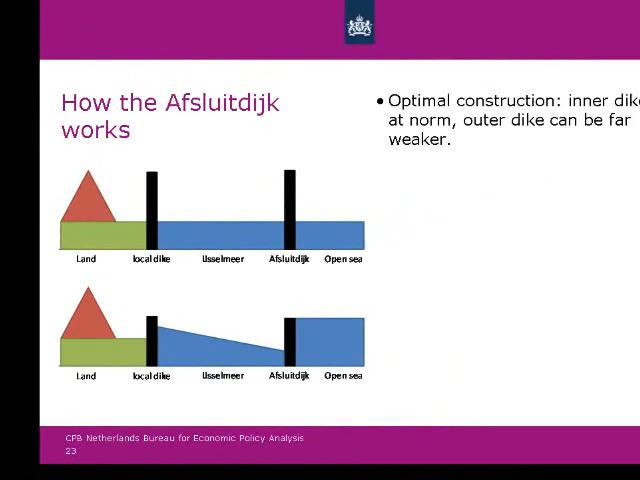 How the Afsluitdijk
works
• Optimal construction: inner dike
at norm, outer dike can be far
weaker.
Land local dike IJsselmeer Afsluitdijk Open sea
Land local dike IJsselmeer Afsluitdijk Open sea
CPB Netherlands Bureau for Economic Policy Analysis
23